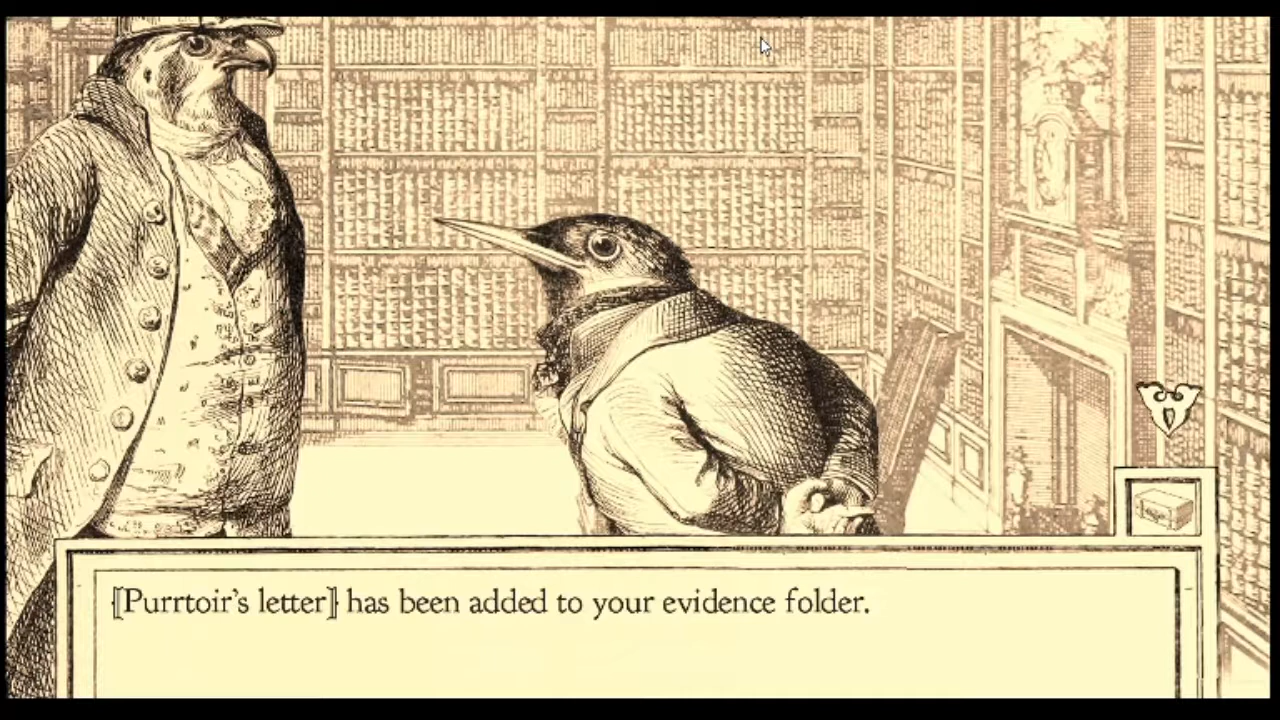 ⟦Purrtoir's letter⟧ has been added to your evidence folder.